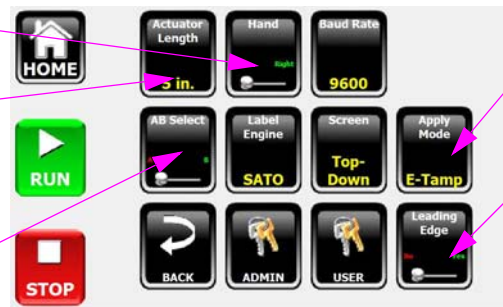 HOME
Actuator
Length
5 in.
Hand
Right
Baud Rate
9600
RUN
AB Select
A
B
Label
Engine
SATO
Screen
Top-
Down
Apply
Mode
E-Tamp
STOP
BACK
ADMIN
USER
Leading
Edge
No
Yes